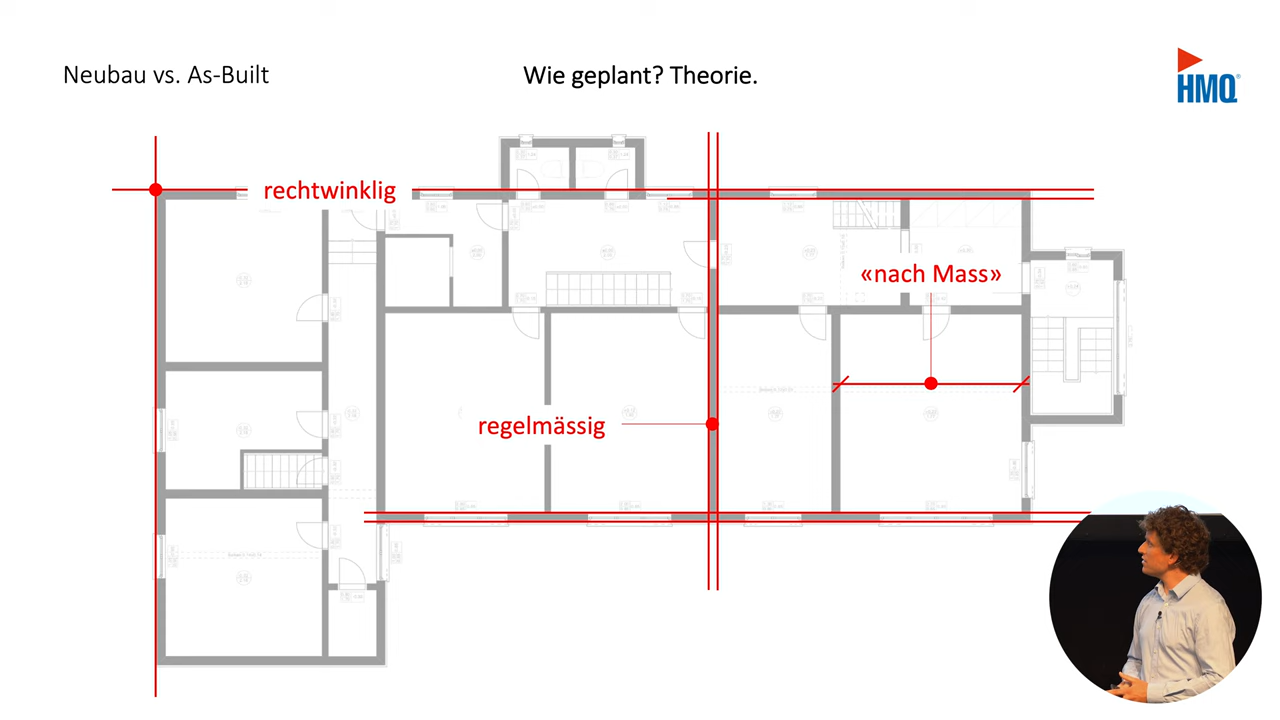 Neubau vs. As-Built
Wie geplant? Theorie.
HMQ®
rechtwinklig
«nach Mass»
regelmässig